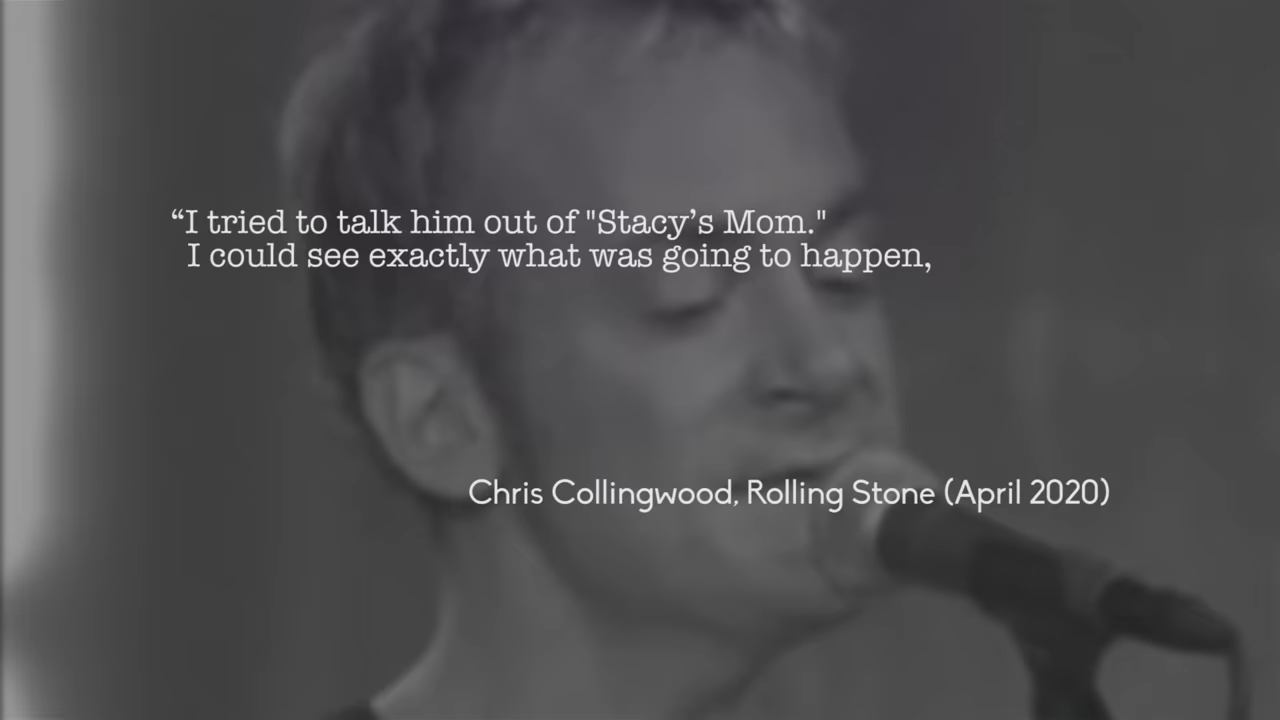 “I tried to talk him out of "Stacy’s Mom."
I could see exactly what was going to happen,
Chris Collingwood, Rolling Stone (April 2020)